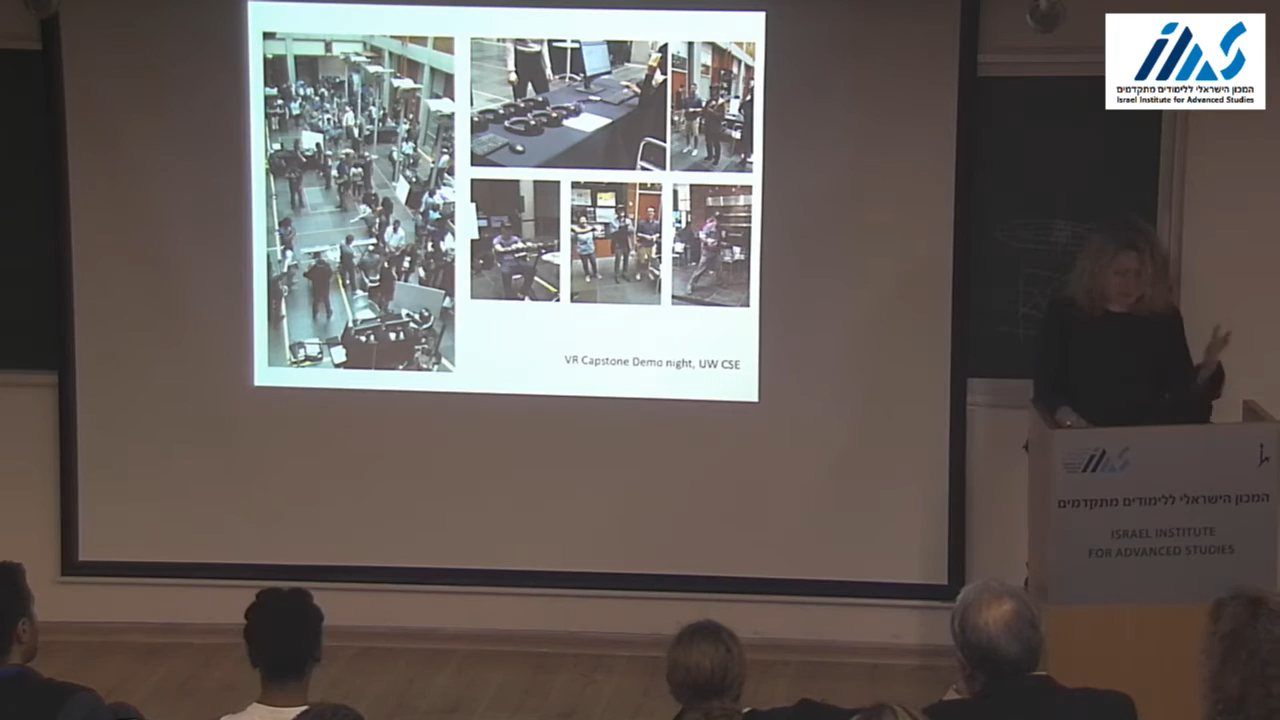 VR Capstone Demo night, UW CSE
המכון הישראלי ללימודים מתקדמים
Israel Institute for Advanced Studies
המכון הישראלי ללימודים מתקדמים
ISRAEL INSTITUTE
FOR ADVANCED STUDIES